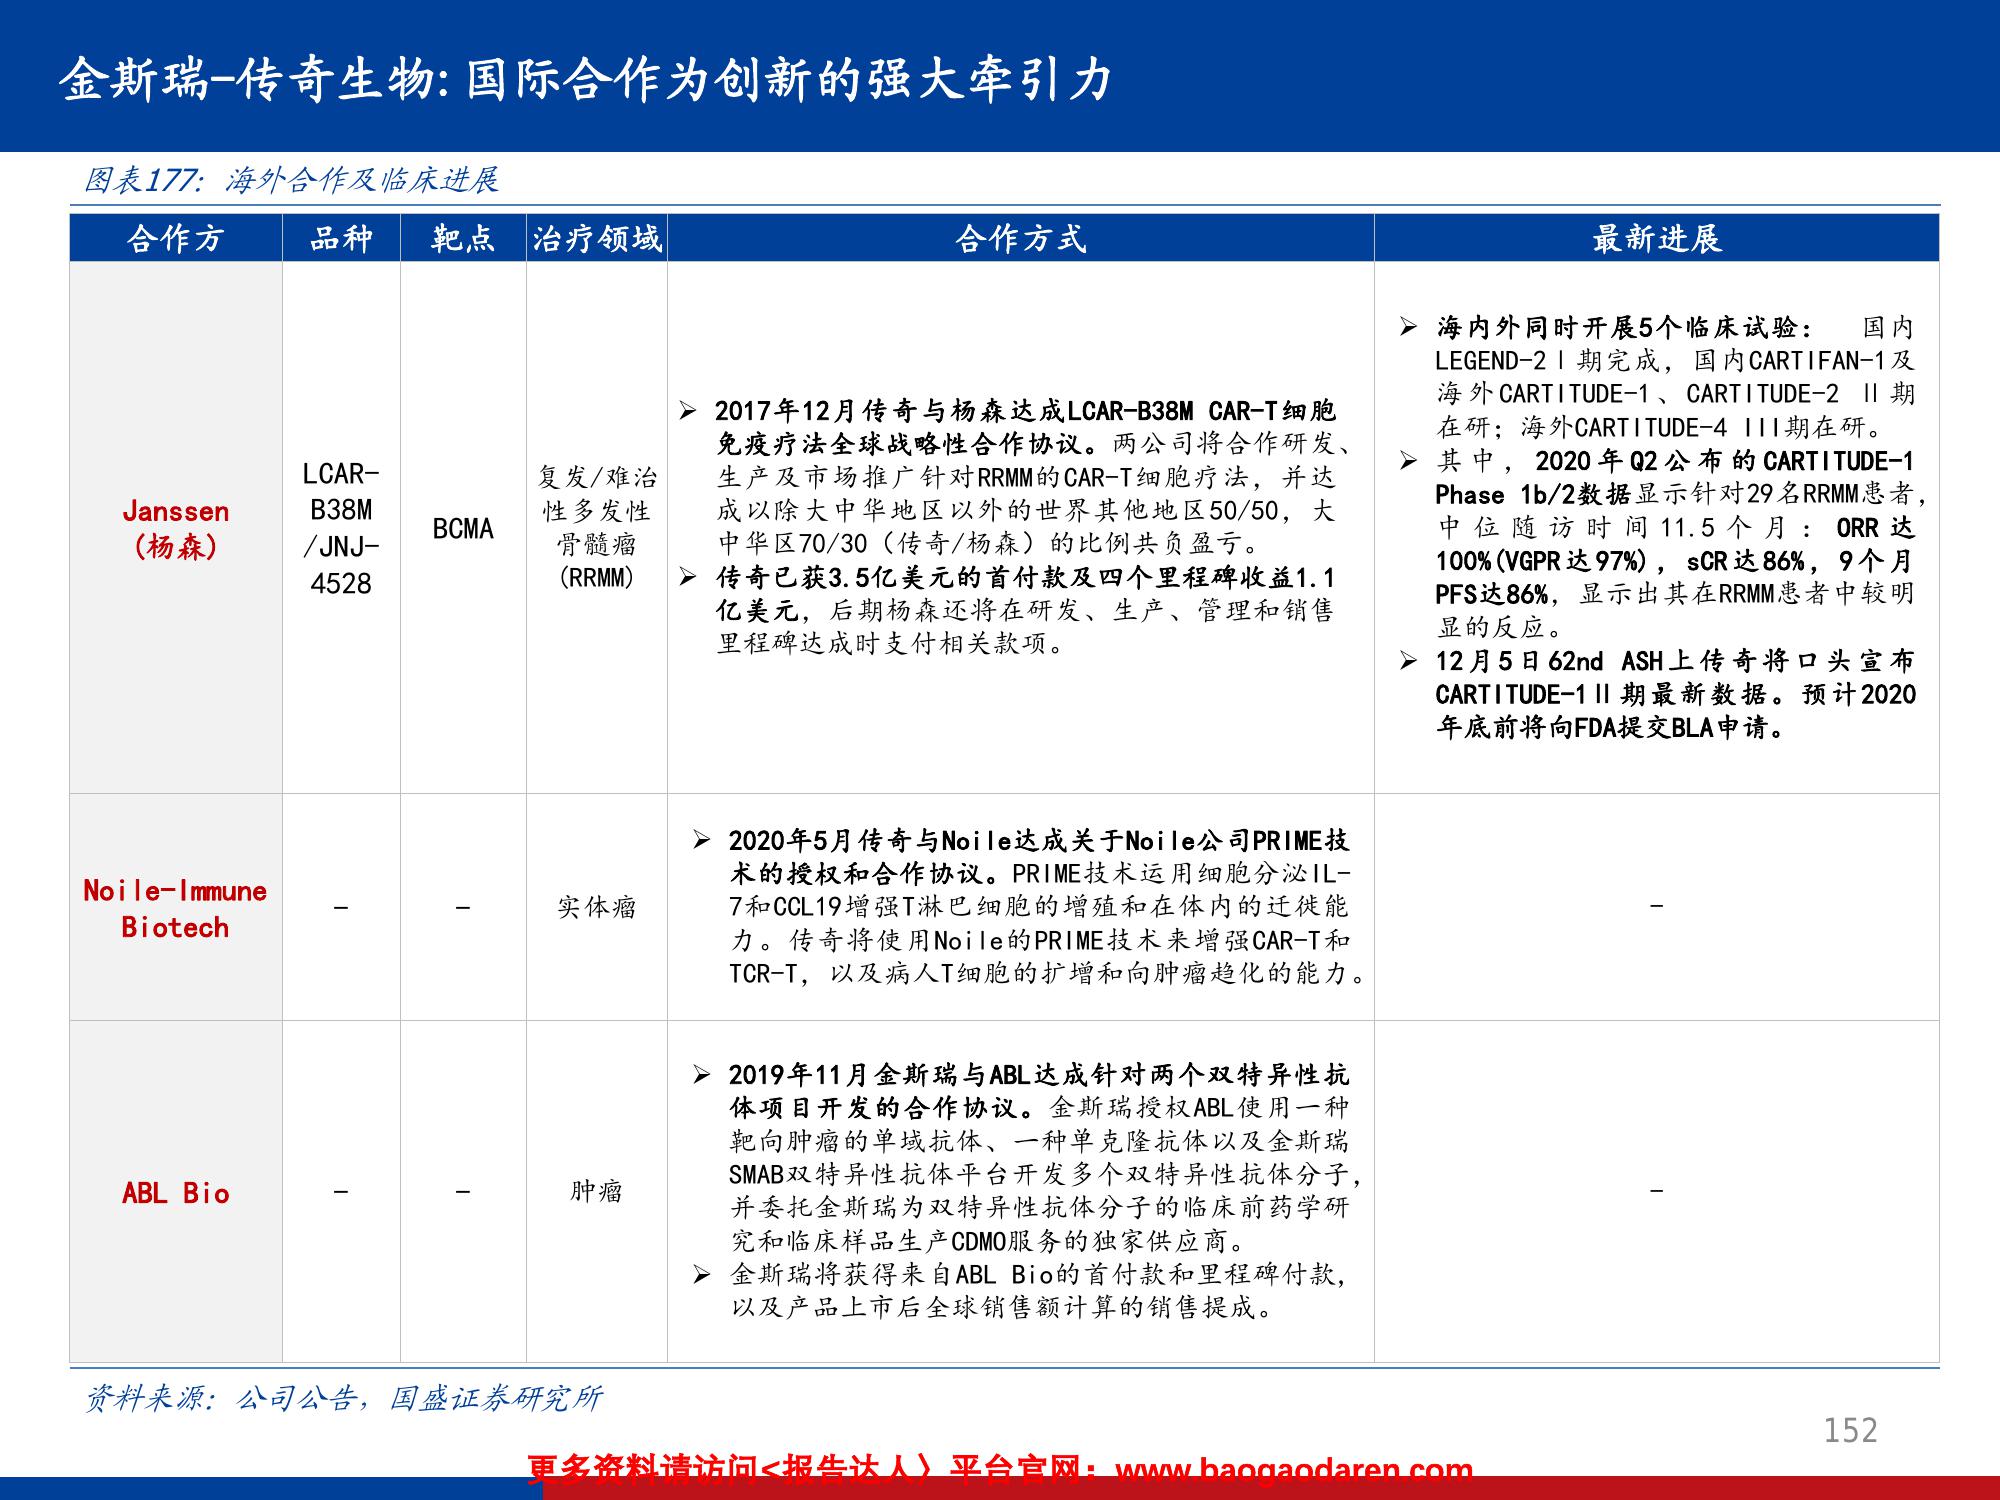 金斯瑞-传奇生物:国际合作为创新的强大牵引力
图表177: 海外合作及临床进展
合作方 品种 靶点 治疗领域 合作方式 最新进展
Janssen
(杨森)
LCAR-
B38M
/JNJ-
4528
BCMA
复发/难治
性多发性
骨髓瘤
(RRMM)
➢ 2017年12月传奇与杨森达成LCAR-B38M CAR-T细胞
免疫疗法全球战略性合作协议。两公司将合作研发、
生产及市场推广针对RRMM的CAR-T细胞疗法，并达
成以除大中华地区以外的世界其他地区50/50，大
中华区70/30（传奇/杨森）的比例共负盈亏。
➢ 传奇已获3.5亿美元的首付款及四个里程碑收益1.1
亿美元，后期杨森还将在研发、生产、管理和销售
里程碑达成时支付相关款项。
➢ 海内外同时开展5个临床试验： 国内
LEGEND-2Ⅰ期完成，国内CARTIFAN-1及
海外CARTITUDE-1、CARTITUDE-2 Ⅱ期
在研；海外CARTITUDE-4 III期在研。
➢ 其中，2020年Q2公布的CARTITUDE-1
Phase 1b/2数据显示针对29名RRMM患者，
中位随访时间11.5个月：ORR达
100%(VGPR达97%)，sCR达86%，9个月
PFS达86%，显示出其在RRMM患者中较明
显的反应。
➢ 12月5日62nd ASH上传奇将口头宣布
CARTITUDE-1Ⅱ期最新数据。预计2020
年底前将向FDA提交BLA申请。
Noile-Immune
Biotech
-
-
实体瘤
➢ 2020年5月传奇与Noile达成关于Noile公司PRIME技
术的授权和合作协议。PRIME技术运用细胞分泌IL-
7和CCL19增强T淋巴细胞的增殖和在体内的迁徙能
力。传奇将使用Noile的PRIME技术来增强CAR-T和
TCR-T，以及病人T细胞的扩增和向肿瘤趋化的能力。
-
ABL Bio
-
-
肿瘤
➢ 2019年11月金斯瑞与ABL达成针对两个双特异性抗
体项目开发的合作协议。金斯瑞授权ABL使用一种
靶向肿瘤的单域抗体、一种单克隆抗体以及金斯瑞
SMAB双特异性抗体平台开发多个双特异性抗体分子，
并委托金斯瑞为双特异性抗体分子的临床前药学研
究和临床样品生产CDMO服务的独家供应商。
➢ 金斯瑞将获得来自ABL Bio的首付款和里程碑付款，
以及产品上市后全球销售额计算的销售提成。
-
资料来源：公司公告，国盛证券研究所
152
更多资料请访问<报告达人〉平台官网：www.baogaodaren.com